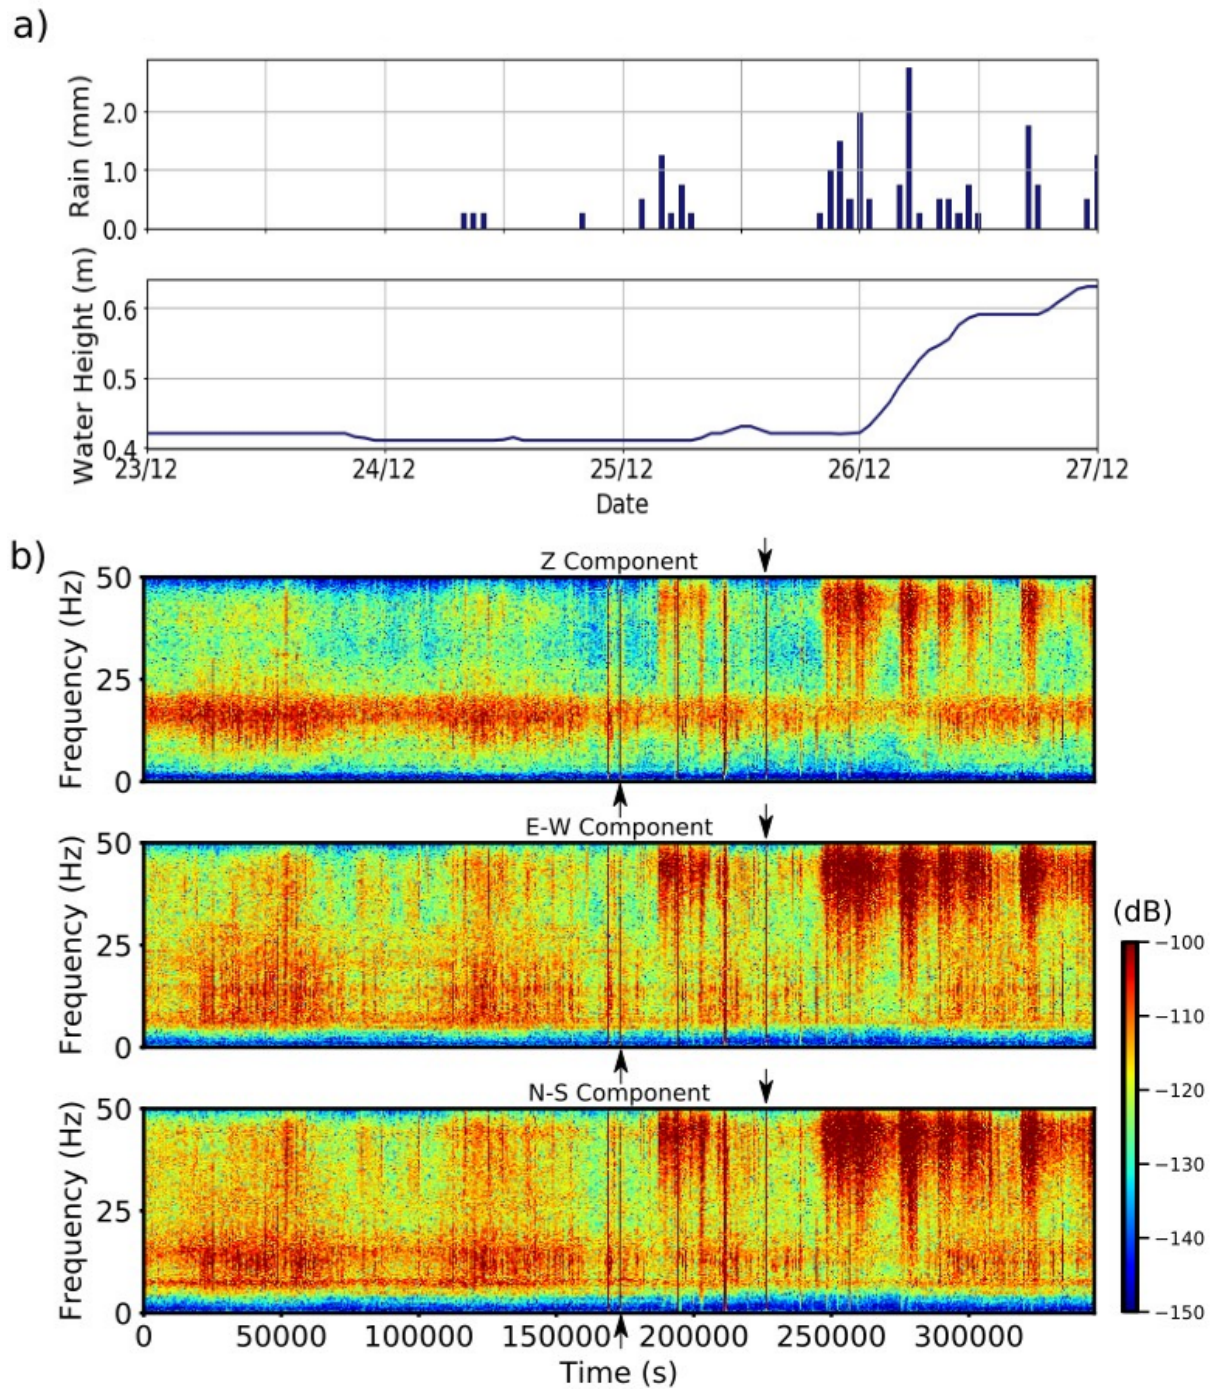 a)
Rain (mm)
2.0
1.0
0.0
Water Height (m)
0.6
0.5
0.4
23/12 24/12 25/12 26/12 27/12
Date
b)
Z Component
Frequency (Hz)
50
25
0
E-W Component
Frequency (Hz)
50
25
0
N-S Component
Frequency (Hz)
50
25
0
0 50000 100000 150000 200000 250000 300000
Time (s)
(dB)
−100
−110
−120
−130
−140
−150